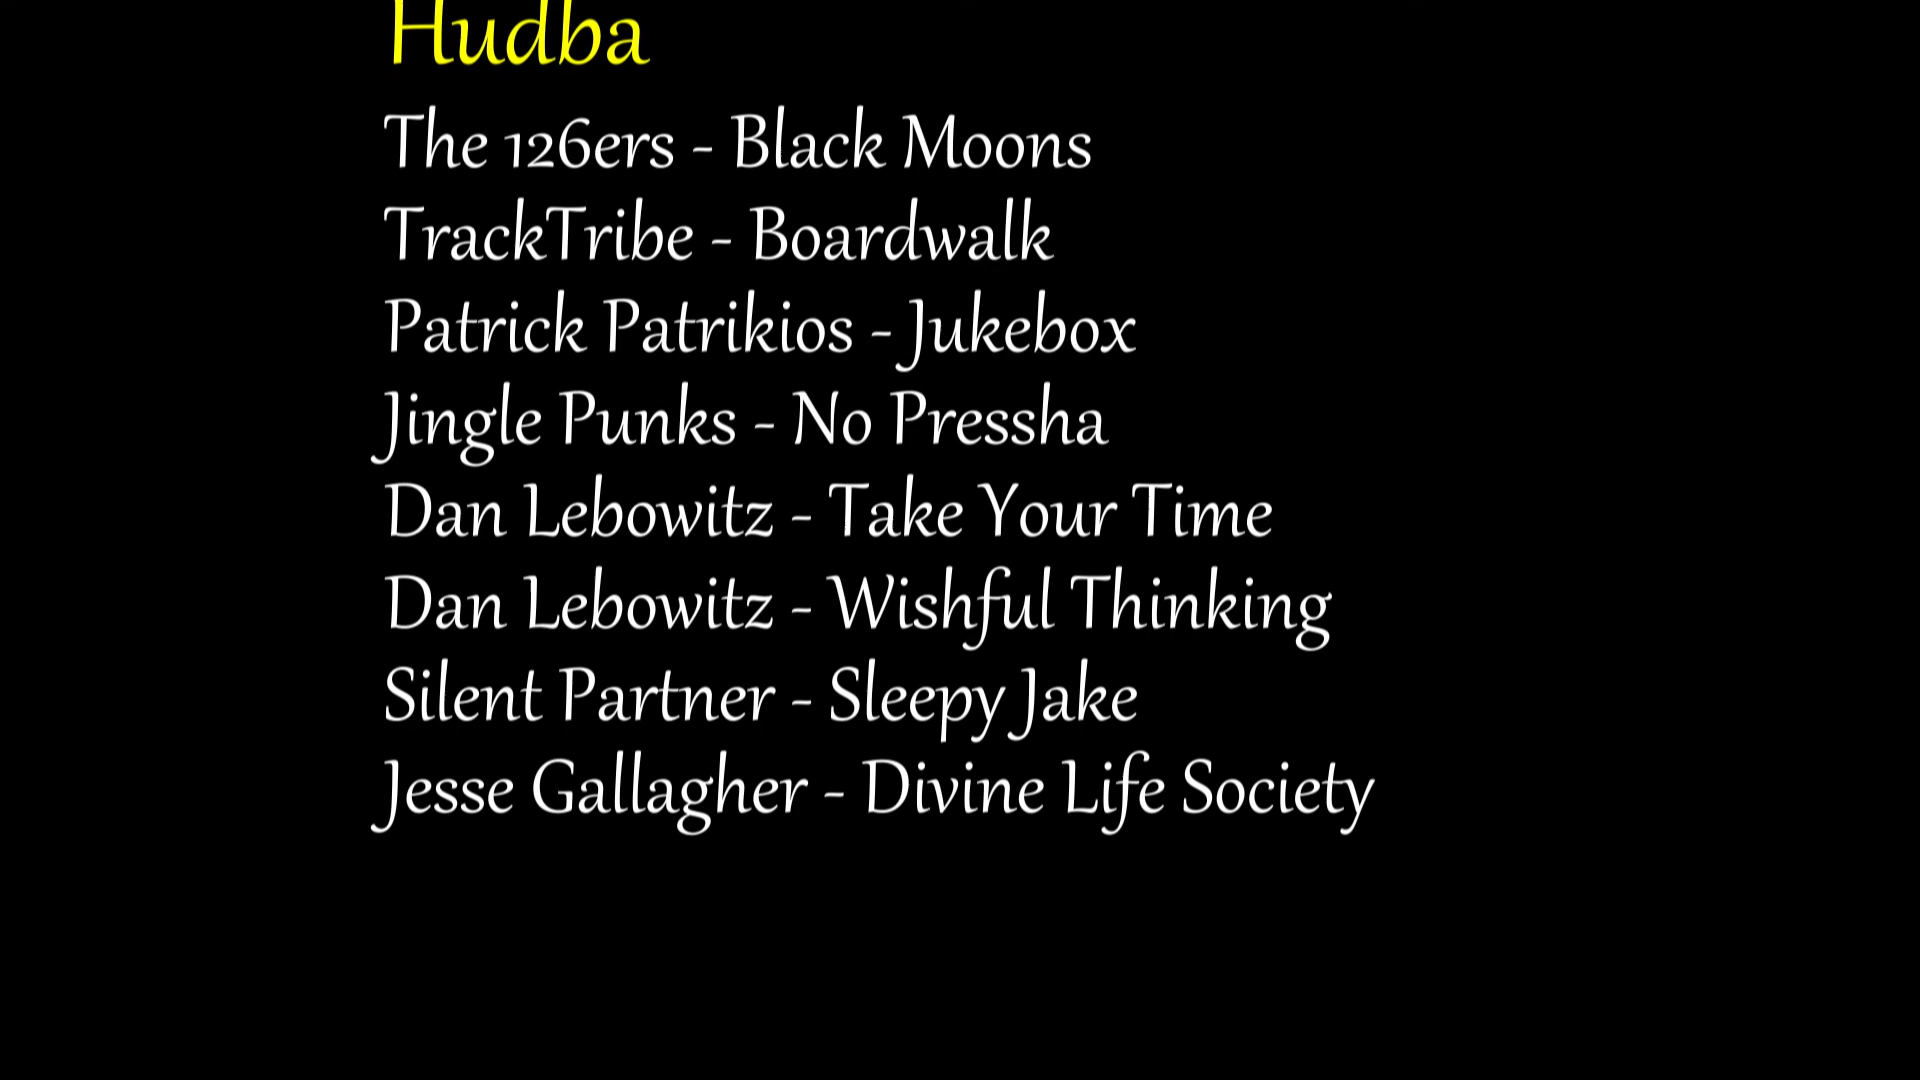 Hudba
The 126ers - Black Moons
TrackTribe - Boardwalk
Patrick Patrikios - Jukebox
Jingle Punks - No Pressha
Dan Lebowitz - Take Your Time
Dan Lebowitz - Wishful Thinking
Silent Partner - Sleepy Jake
Jesse Gallagher - Divine Life Society